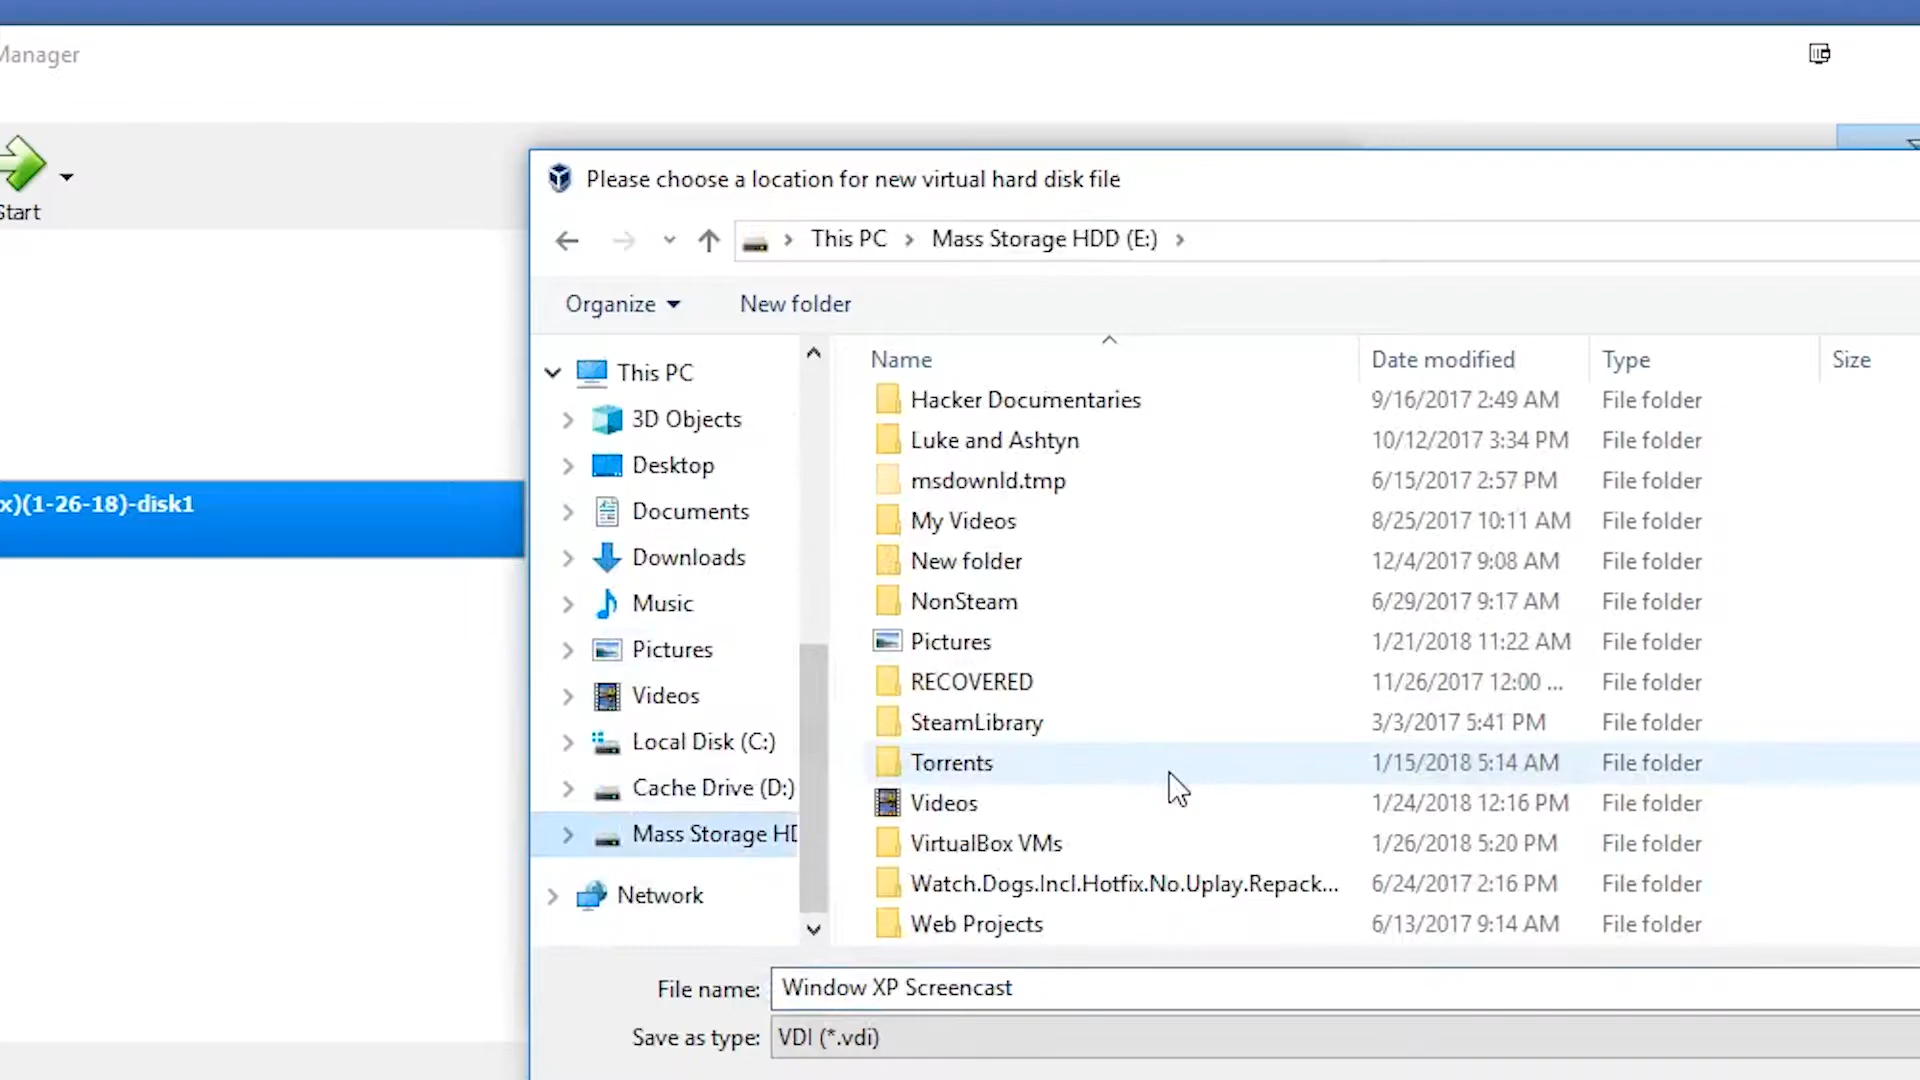 Manager
Start
x)(1-26-18)-disk1
Please choose a location for new virtual hard disk file
This PC > Mass Storage HDD (E:) >
Organize New folder
This PC
3D Objects
Desktop
Documents
Downloads
Music
Pictures
Videos
Local Disk (C:)
Cache Drive (D:)
Mass Storage HD
Network
Name Date modified Type Size
Hacker Documentaries 9/16/2017 2:49 AM File folder
Luke and Ashtyn 10/12/2017 3:34 PM File folder
msdownld.tmp 6/15/2017 2:57 PM File folder
My Videos 8/25/2017 10:11 AM File folder
New folder 12/4/2017 9:08 AM File folder
NonSteam 6/29/2017 9:17 AM File folder
Pictures 1/21/2018 11:22 AM File folder
RECOVERED 11/26/2017 12:00 ... File folder
SteamLibrary 3/3/2017 5:41 PM File folder
Torrents 1/15/2018 5:14 AM File folder
Videos 1/24/2018 12:16 PM File folder
VirtualBox VMs 1/26/2018 5:20 PM File folder
Watch.Dogs.Incl.Hotfix.No.Uplay.Repack... 6/24/2017 2:16 PM File folder
Web Projects 6/13/2017 9:14 AM File folder
File name: Window XP Screencast
Save as type: VDI (*.vdi)